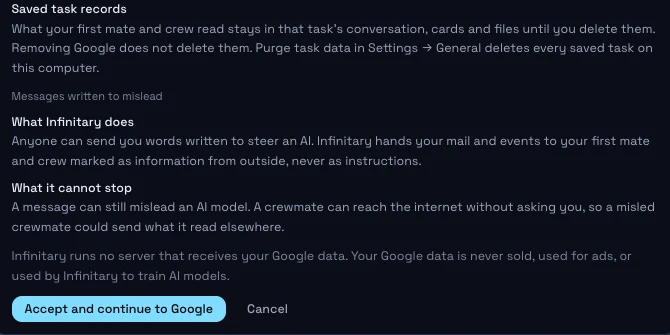 Saved task records
What your first mate and crew read stays in that task's conversation, cards and files until you delete them.
Removing Google does not delete them. Purge task data in Settings → General deletes every saved task on
this computer.
Messages written to mislead
What Infinitary does
Anyone can send you words written to steer an AI. Infinitary hands your mail and events to your first mate
and crew marked as information from outside, never as instructions.
What it cannot stop
A message can still mislead an AI model. A crewmate can reach the internet without asking you, so a misled
crewmate could send what it read elsewhere.
Infinitary runs no server that receives your Google data. Your Google data is never sold, used for ads, or
used by Infinitary to train AI models.
Accept and continue to Google
Cancel